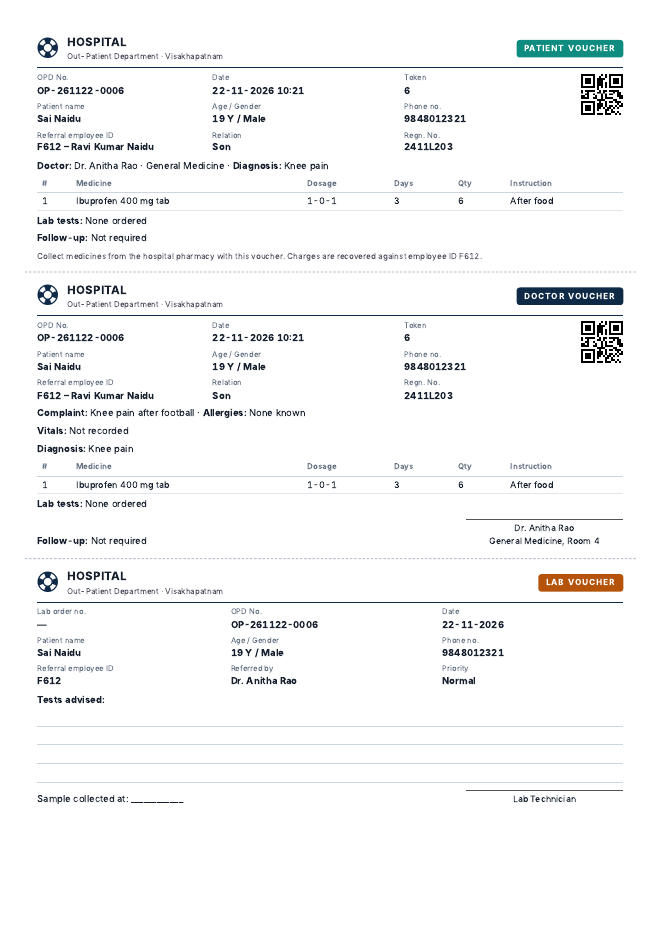 HOSPITAL
Out-Patient Department · Visakhapatnam
PATIENT VOUCHER
OPD No. Date Token
OP-261122-0006 22-11-2026 10:21 6
Patient name Age / Gender Phone no.
Sai Naidu 19 Y / Male 9848012321
Referral employee ID Relation Regn. No.
F612 – Ravi Kumar Naidu Son 2411L203
Doctor: Dr. Anitha Rao · General Medicine · Diagnosis: Knee pain
# Medicine Dosage Days Qty Instruction
1 Ibuprofen 400 mg tab 1-0-1 3 6 After food
Lab tests: None ordered
Follow-up: Not required
Collect medicines from the hospital pharmacy with this voucher. Charges are recovered against employee ID F612.
HOSPITAL
Out-Patient Department · Visakhapatnam
DOCTOR VOUCHER
OPD No. Date Token
OP-261122-0006 22-11-2026 10:21 6
Patient name Age / Gender Phone no.
Sai Naidu 19 Y / Male 9848012321
Referral employee ID Relation Regn. No.
F612 – Ravi Kumar Naidu Son 2411L203
Complaint: Knee pain after football · Allergies: None known
Vitals: Not recorded
Diagnosis: Knee pain
# Medicine Dosage Days Qty Instruction
1 Ibuprofen 400 mg tab 1-0-1 3 6 After food
Lab tests: None ordered
Dr. Anitha Rao
Follow-up: Not required General Medicine, Room 4
HOSPITAL
Out-Patient Department · Visakhapatnam
LAB VOUCHER
Lab order no. OPD No. Date
— OP-261122-0006 22-11-2026
Patient name Age / Gender Phone no.
Sai Naidu 19 Y / Male 9848012321
Referral employee ID Referred by Priority
F612 Dr. Anitha Rao Normal
Tests advised:
Sample collected at: __________ Lab Technician